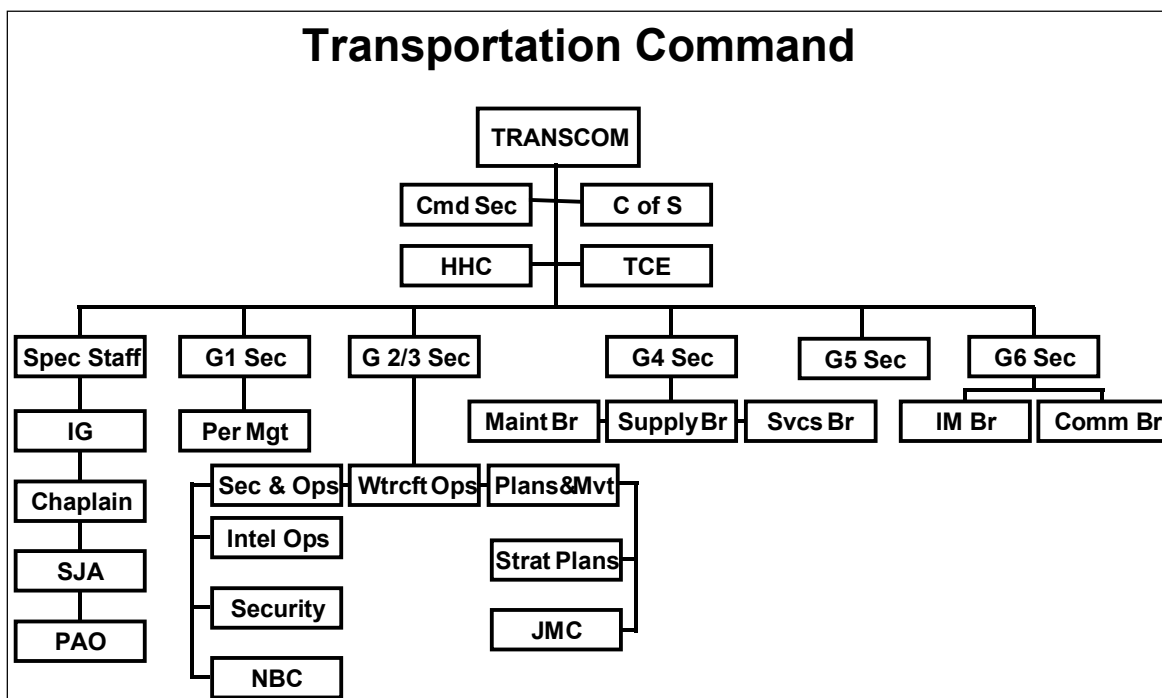 Transportation Command
TRANSCOM
Cmd Sec
C of S
HHC
TCE
Spec Staff
G1 Sec
G 2/3 Sec
G4 Sec
G5 Sec
G6 Sec
IG
Per Mgt
Maint Br
Supply Br
Svcs Br
IM Br
Comm Br
Chaplain
Sec & Ops
Wtrcft Ops
Plans&Mvt
Intel Ops
SJA
Strat Plans
Security
PAO
JMC
NBC